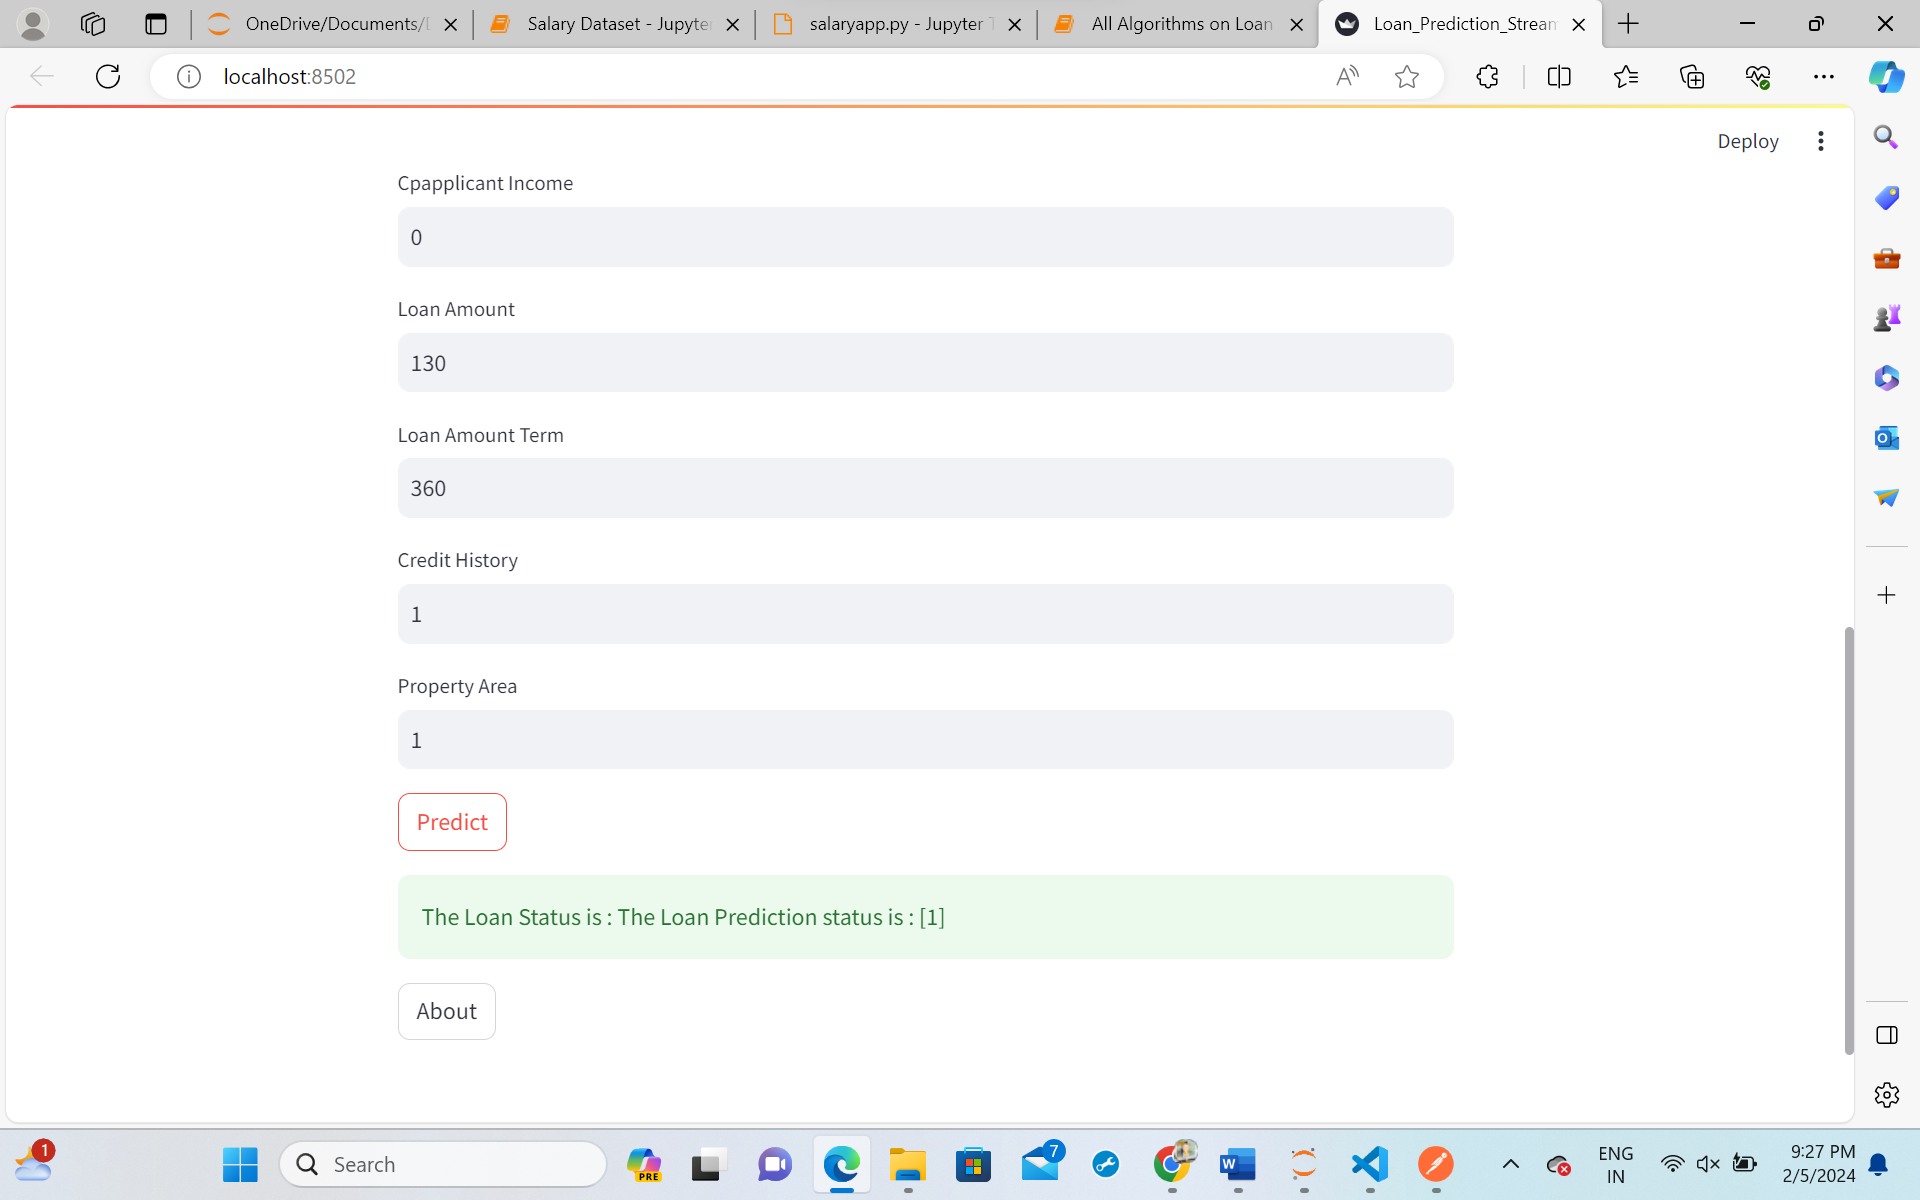 OneDrive/Documents/
Salary Dataset - Jupyte
salaryapp.py - Jupyter
All Algorithms on Loan
Loan_Prediction_Stream
localhost:8502
Deploy
Cpapplicant Income
0
Loan Amount
130
Loan Amount Term
360
Credit History
1
Property Area
1
Predict
The Loan Status is : The Loan Prediction status is : [1]
About
1
Search
PRE
7
ENG
IN
9:27 PM
2/5/2024